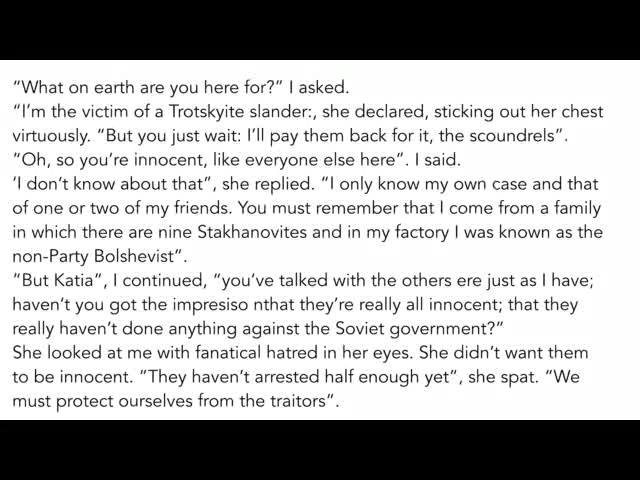 “What on earth are you here for?” I asked.
“I’m the victim of a Trotskyite slander:, she declared, sticking out her chest
virtuously. “But you just wait: I’ll pay them back for it, the scoundrels”.
“Oh, so you’re innocent, like everyone else here”. I said.
‘I don’t know about that”, she replied. “I only know my own case and that
of one or two of my friends. You must remember that I come from a family
in which there are nine Stakhanovites and in my factory I was known as the
non-Party Bolshevist”.
“But Katia”, I continued, “you’ve talked with the others ere just as I have;
haven’t you got the impresiso nthat they’re really all innocent; that they
really haven’t done anything against the Soviet government?”
She looked at me with fanatical hatred in her eyes. She didn’t want them
to be innocent. “They haven’t arrested half enough yet”, she spat. “We
must protect ourselves from the traitors”.